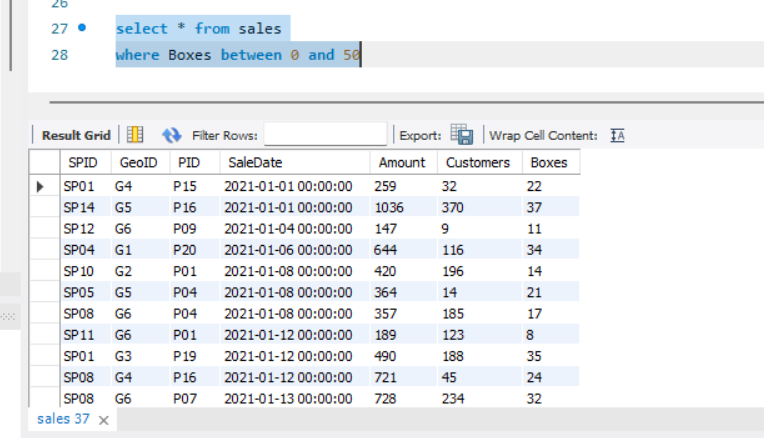 26
27 select * from sales
28 where Boxes between 0 and 50
Result Grid Filter Rows: Export: Wrap Cell Content:
SPID GeoID PID SaleDate Amount Customers Boxes
SP01 G4 P15 2021-01-01 00:00:00 259 32 22
SP14 G5 P16 2021-01-01 00:00:00 1036 370 37
SP12 G6 P09 2021-01-04 00:00:00 147 9 11
SP04 G1 P20 2021-01-06 00:00:00 644 116 34
SP10 G2 P01 2021-01-08 00:00:00 420 196 14
SP05 G5 P04 2021-01-08 00:00:00 364 14 21
SP08 G6 P04 2021-01-08 00:00:00 357 185 17
SP11 G6 P01 2021-01-12 00:00:00 189 123 8
SP01 G3 P19 2021-01-12 00:00:00 490 188 35
SP08 G4 P16 2021-01-12 00:00:00 721 45 24
SP08 G6 P07 2021-01-13 00:00:00 728 234 32
sales 37